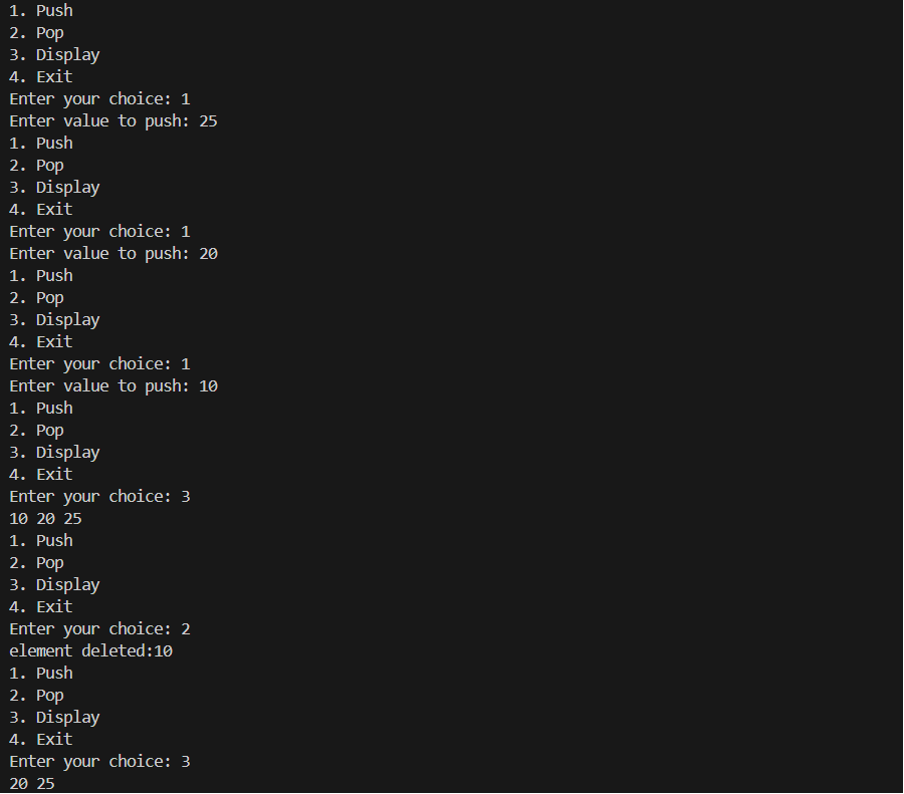 1. Push
2. Pop
3. Display
4. Exit
Enter your choice: 1
Enter value to push: 25
1. Push
2. Pop
3. Display
4. Exit
Enter your choice: 1
Enter value to push: 20
1. Push
2. Pop
3. Display
4. Exit
Enter your choice: 1
Enter value to push: 10
1. Push
2. Pop
3. Display
4. Exit
Enter your choice: 3
10 20 25
1. Push
2. Pop
3. Display
4. Exit
Enter your choice: 2
element deleted:10
1. Push
2. Pop
3. Display
4. Exit
Enter your choice: 3
20 25